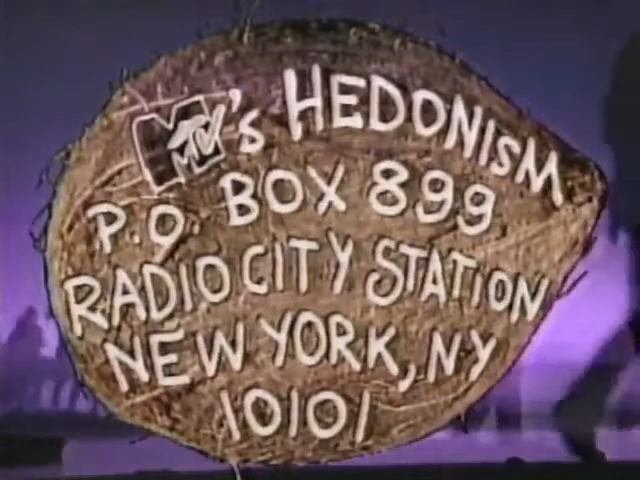 MTV's HEDONISM
P.O. BOX 899
RADIO CITY STATION
NEW YORK, NY
10101